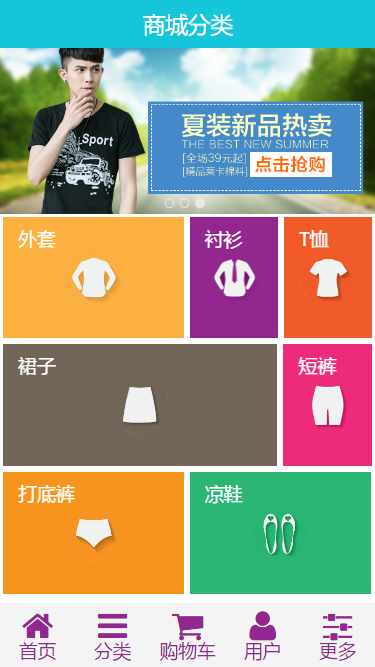 商城分类
Sport
夏装新品热卖
THE BEST NEW SUMMER
[全场39元起]
[精品莱卡棉料]
点击抢购
外套
衬衫
T恤
裙子
短裤
打底裤
凉鞋
首页
分类
购物车
用户
更多